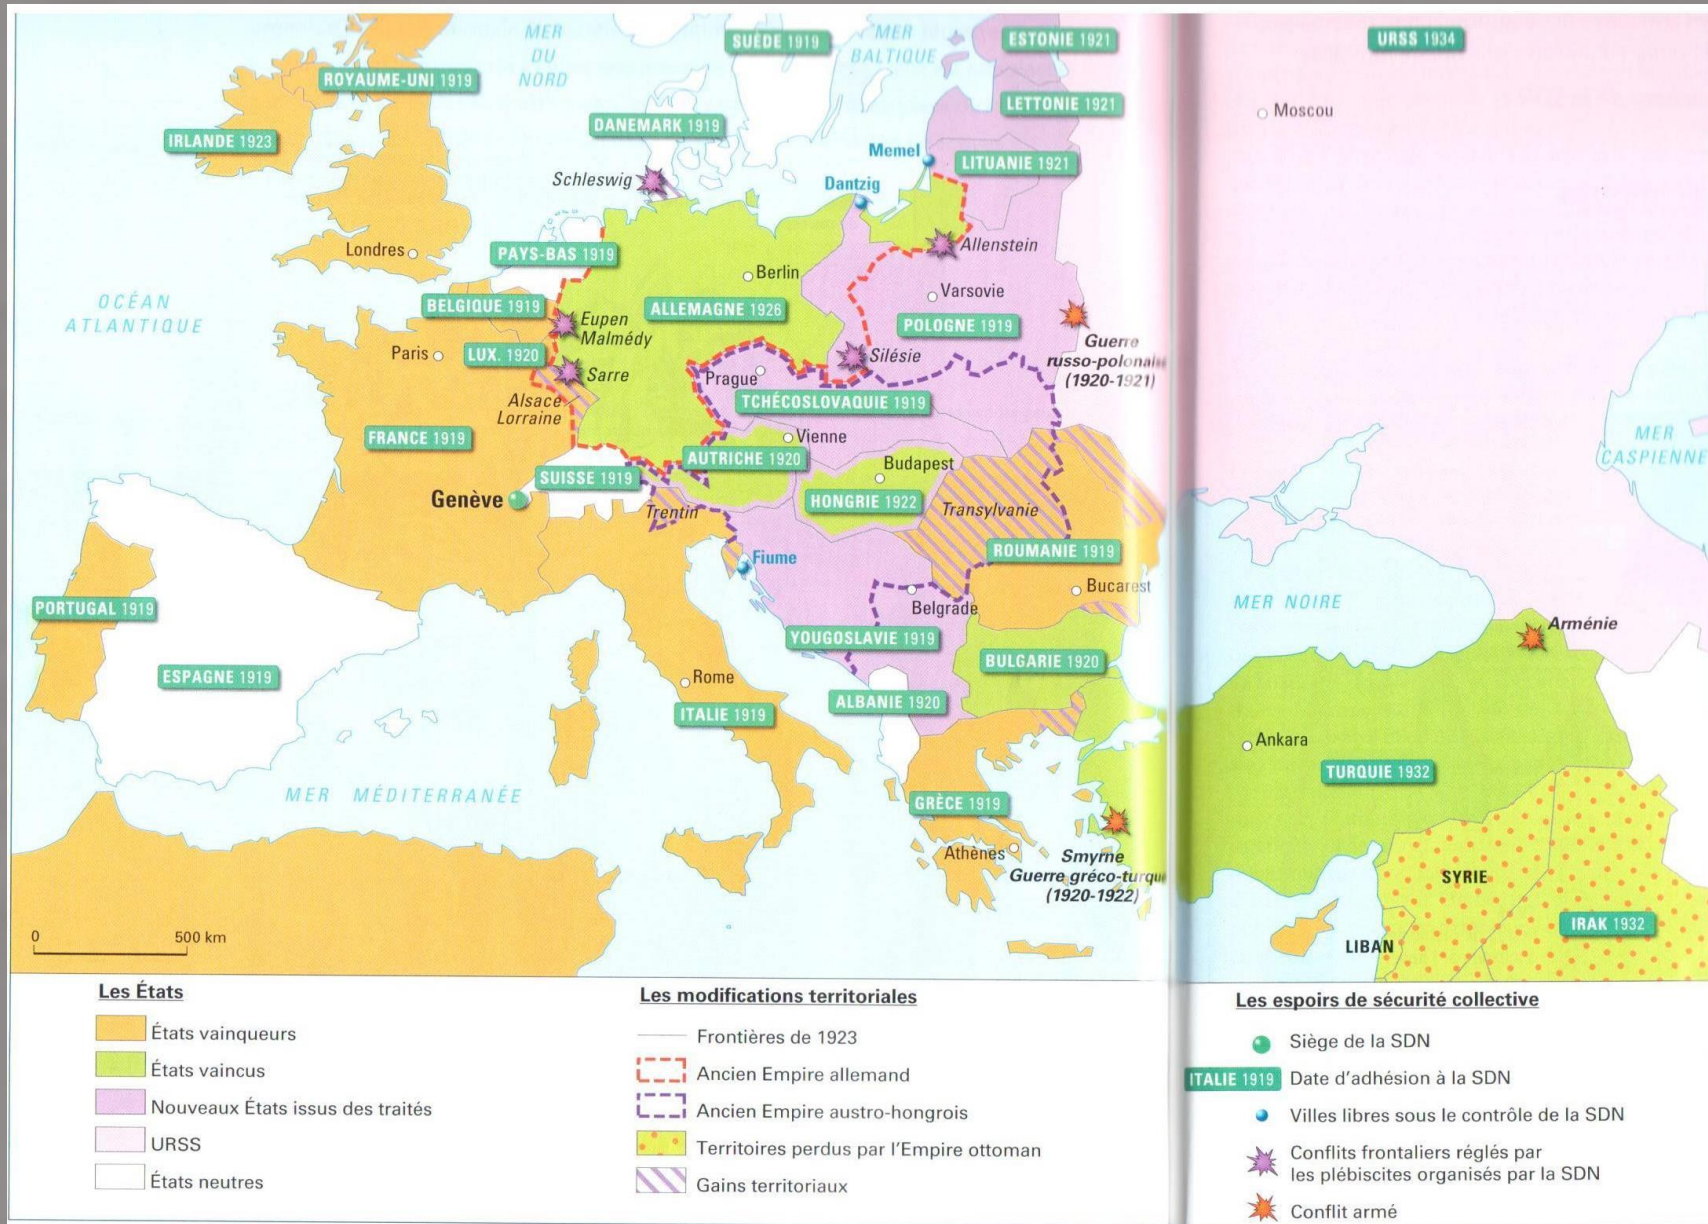 MER
DU
NORD
SUÈDE 1919
MER
BALTIQUE
ESTONIE 1921
URSS 1934
ROYAUME-UNI 1919
LETTONIE 1921
Moscou
IRLANDE 1923
DANEMARK 1919
Memel
LITUANIE 1921
Schleswig
Dantzig
Londres
PAYS-BAS 1919
Allenstein
Berlin
Varsovie
OCÉAN
ATLANTIQUE
BELGIQUE 1919
ALLEMAGNE 1926
Eupen
Malmédy
POLOGNE 1919
Guerre
russo-polonaise
(1920-1921)
Paris
LUX. 1920
Silésie
Sarre
Prague
Alsace
Lorraine
TCHÉCOSLOVAQUIE 1919
FRANCE 1919
Vienne
MER
CASPIENNE
AUTRICHE 1920
Budapest
SUISSE 1919
Genève
HONGRIE 1922
Trentin
Transylvanie
ROUMANIE 1919
Fiume
Bucarest
Belgrade
MER NOIRE
PORTUGAL 1919
Arménie
YOUGOSLAVIE 1919
BULGARIE 1920
ESPAGNE 1919
Rome
ALBANIE 1920
ITALIE 1919
Ankara
TURQUIE 1932
MER MÉDITERRANÉE
GRÈCE 1919
Athènes
Smyrne
Guerre gréco-turque
(1920-1922)
SYRIE
IRAK 1932
LIBAN
0 500 km
Les États
États vainqueurs
États vaincus
Nouveaux États issus des traités
URSS
États neutres
Les modifications territoriales
Frontières de 1923
Ancien Empire allemand
Ancien Empire austro-hongrois
Territoires perdus par l'Empire ottoman
Gains territoriaux
Les espoirs de sécurité collective
Siège de la SDN
ITALIE 1919 Date d'adhésion à la SDN
Villes libres sous le contrôle de la SDN
Conflits frontaliers réglés par
les plébiscites organisés par la SDN
Conflit armé